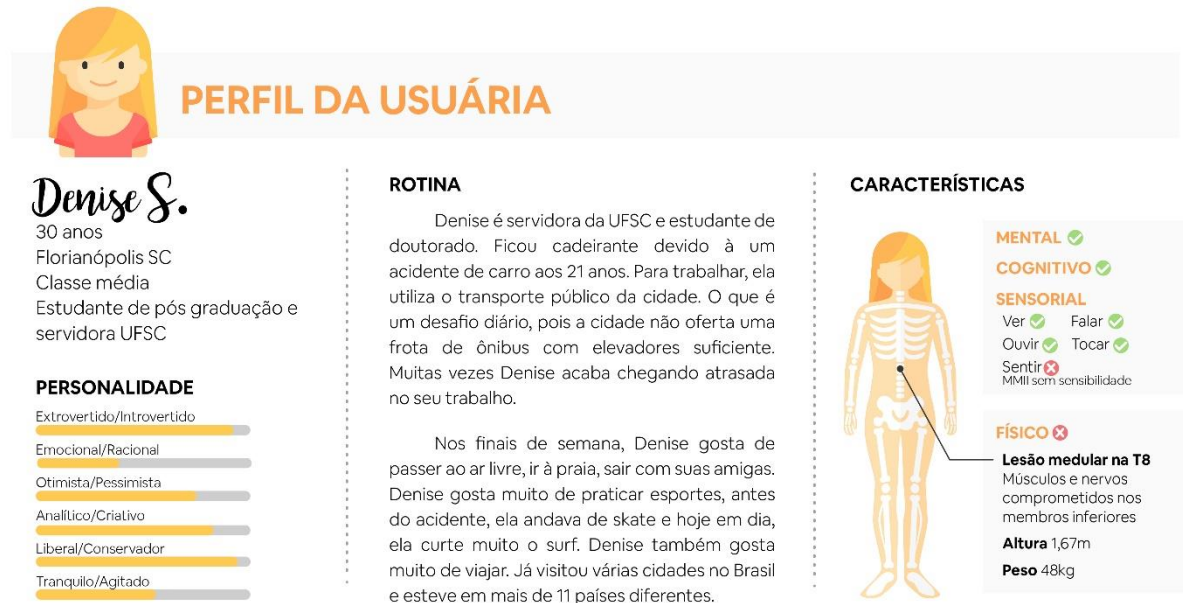 PERFIL DA USUÁRIA
Denise S.
30 anos
Florianópolis SC
Classe média
Estudante de pós graduação e
servidora UFSC
PERSONALIDADE
Extrovertido/Introvertido
Emocional/Racional
Otimista/Pessimista
Analítico/Criativo
Liberal/Conservador
Tranquilo/Agitado
ROTINA
Denise é servidora da UFSC e estudante de
doutorado. Ficou cadeirante devido à um
acidente de carro aos 21 anos. Para trabalhar, ela
utiliza o transporte público da cidade. O que é
um desafio diário, pois a cidade não oferta uma
frota de ônibus com elevadores suficiente.
Muitas vezes Denise acaba chegando atrasada
no seu trabalho.
Nos finais de semana, Denise gosta de
passer ao ar livre, ir à praia, sair com suas amigas.
Denise gosta muito de praticar esportes, antes
do acidente, ela andava de skate e hoje em dia,
ela curte muito o surf. Denise também gosta
muito de viajar. Já visitou várias cidades no Brasil
e esteve em mais de 11 países diferentes.
CARACTERÍSTICAS
MENTAL
COGNITIVO
SENSORIAL
Ver Falar
Ouvir Tocar
Sentir
MMII sem sensibilidade
FÍSICO
Lesão medular na T8
Músculos e nervos
comprometidos nos
membros inferiores
Altura 1,67m
Peso 48kg